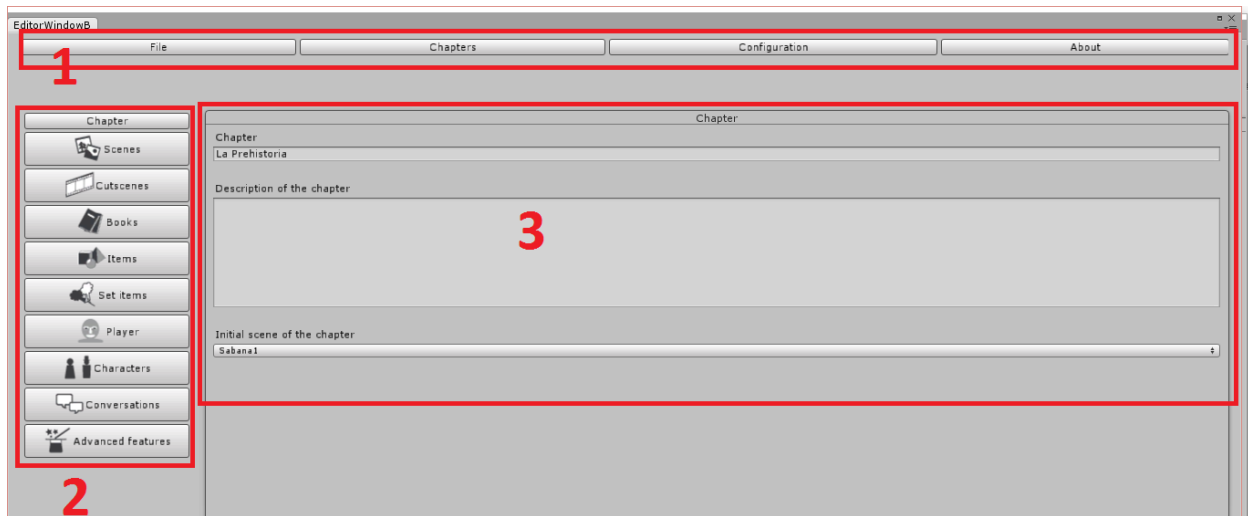 EditorWindowB
File Chapters Configuration About
1
Chapter
Scenes
Cutscenes
Books
Items
Set items
Player
Characters
Conversations
Advanced features
2
Chapter
Chapter
La Prehistoria
Description of the chapter
3
Initial scene of the chapter
Sabana1